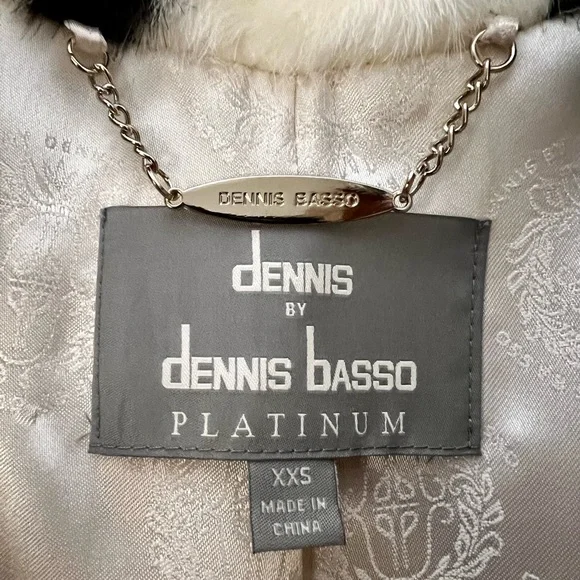 DENNIS BASSO
dENNIS
BY
dENNIS bASSO
PLATINUM
XXS
MADE IN
CHINA